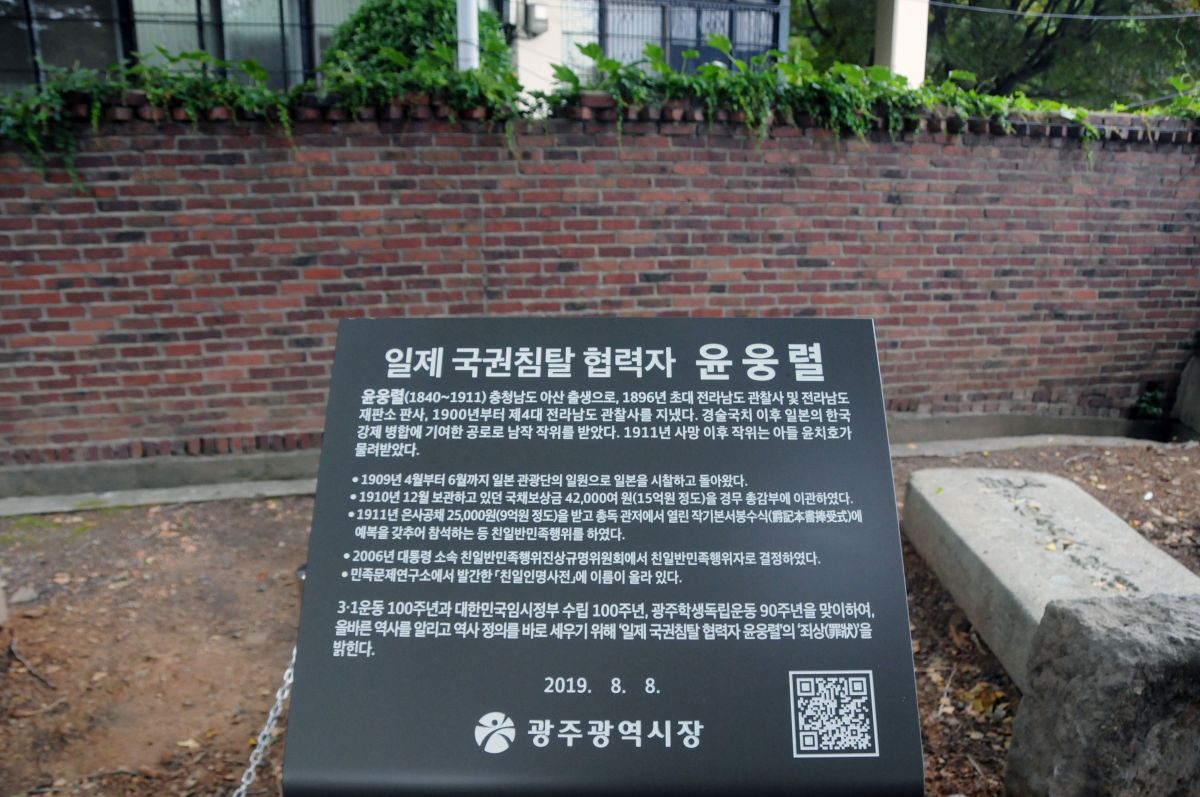 일제 국권침탈 협력자 윤웅렬
윤웅렬(1840~1911) 충청남도 아산 출생으로, 1896년 초대 전라남도 관찰사 및 전라남도
재판소 판사, 1900년부터 제4대 전라남도 관찰사를 지냈다. 경술국치 이후 일본의 한국
강제 병합에 기여한 공로로 남작 작위를 받았다. 1911년 사망 이후 작위는 아들 윤치호가
물려받았다.
• 1909년 4월부터 6월까지 일본 관광단의 일원으로 일본을 시찰하고 돌아왔다.
• 1910년 12월 보관하고 있던 국채보상금 42,000여 원(15억원 정도)을 경무 총감부에 이관하였다.
• 1911년 은사공채 25,000원(9억원 정도)을 받고 총독 관저에서 열린 작기본서봉수식(爵記本書捧受式)에
예복을 갖추어 참석하는 등 친일반민족행위를 하였다.
• 2006년 대통령 소속 친일반민족행위진상규명위원회에서 친일반민족행위자로 결정하였다.
• 민족문제연구소에서 발간한 「친일인명사전」에 이름이 올라 있다.
3·1운동 100주년과 대한민국임시정부 수립 100주년, 광주학생독립운동 90주년을 맞이하여,
올바른 역사를 알리고 역사 정의를 바로 세우기 위해 '일제 국권침탈 협력자 윤웅렬'의 '죄상(罪狀)'을
밝힌다.
2019. 8. 8.
광주광역시장